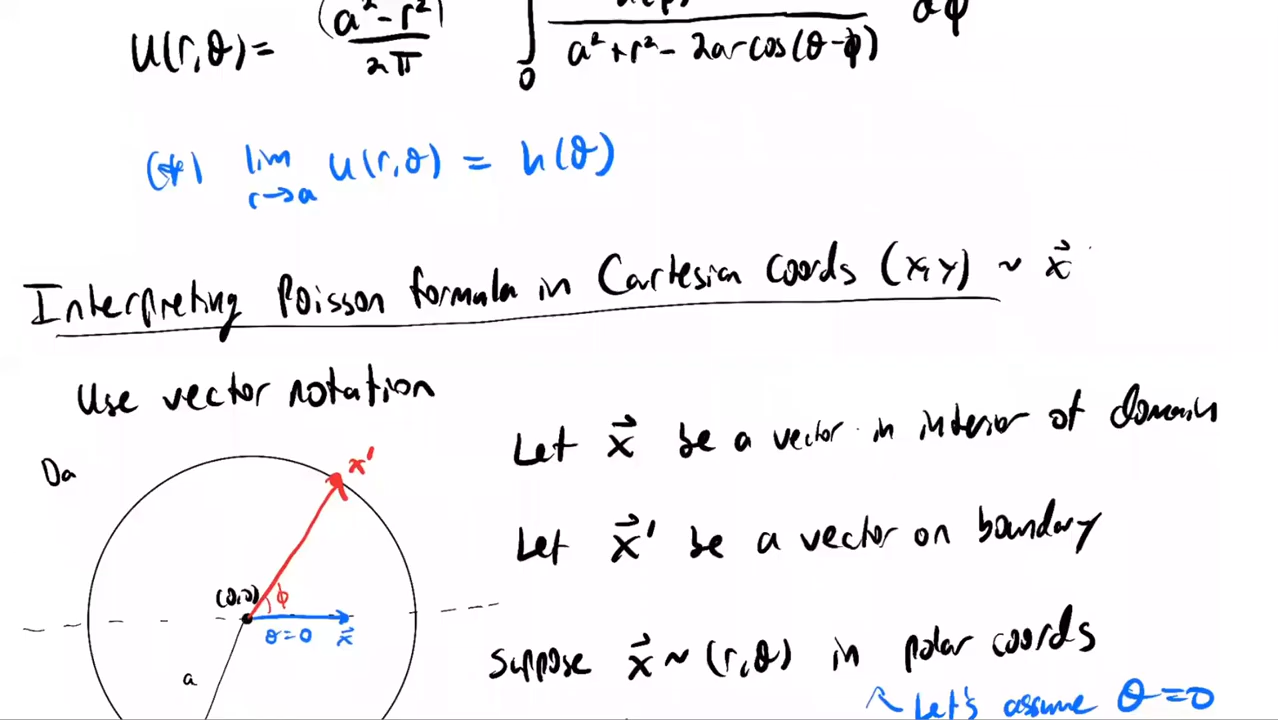 U(r,θ) = (a²-r²)/2π ∫₀ h(φ)/(a²+r²-2ar cos(θ-φ)) dφ
(*) lim r→a u(r,θ) = h(θ)
Interpreting Poisson formula in Cartesian coords (x,y) ~ x⃗
Use vector notation
Let x⃗ be a vector in interior of domain
Da
x'
Let x⃗' be a vector on boundary
(0,0)
φ
θ=0
x⃗
Suppose x⃗ ~ (r,θ) in polar coords
a
Let's assume θ=0